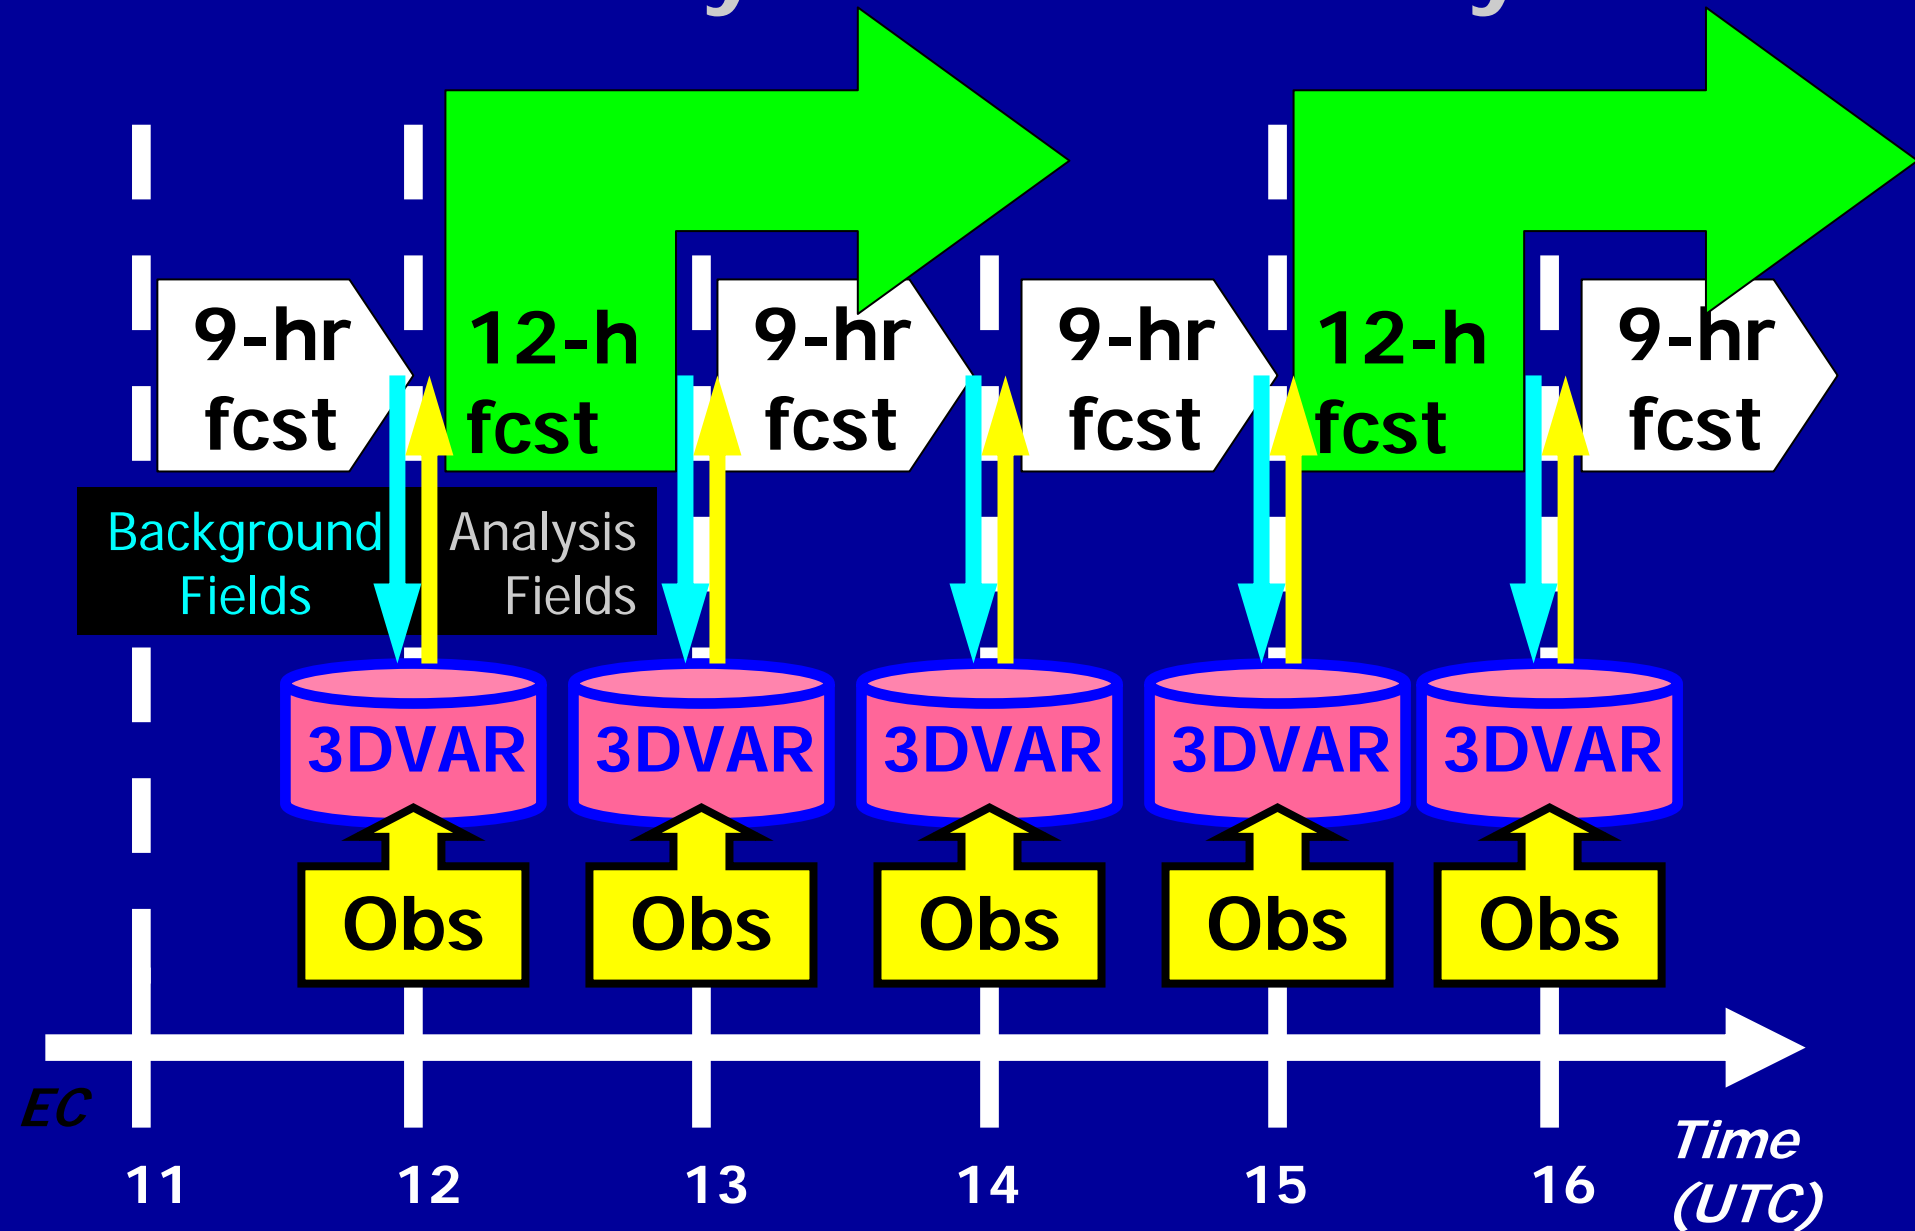 9-hr
fcst
12-h
fcst
9-hr
fcst
9-hr
fcst
12-h
fcst
9-hr
fcst
Background
Fields
Analysis
Fields
3DVAR
3DVAR
3DVAR
3DVAR
3DVAR
Obs
Obs
Obs
Obs
Obs
EC
11
12
13
14
15
16
Time
(UTC)